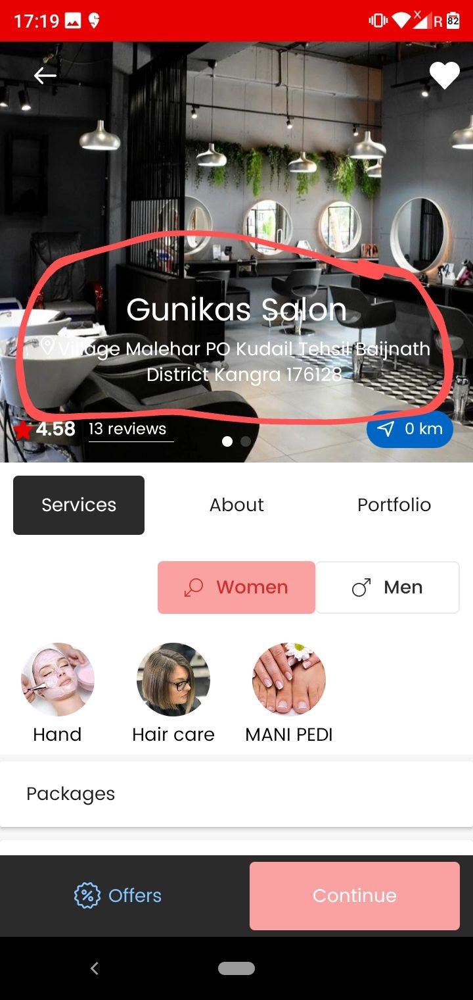 17:19
X
R
82
Gunikas Salon
Village Malehar PO Kudail Tehsil Baijnath
District Kangra 176128
4.58 13 reviews
0 km
Services About Portfolio
Women Men
Hand Hair care MANI PEDI
Packages
Offers Continue